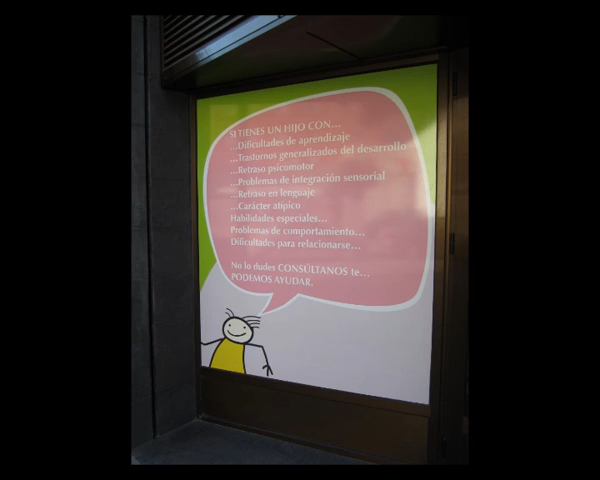 SI TIENES UN HIJO CON...
...Dificultades de aprendizaje
...Trastornos generalizados del desarrollo
...Retraso psicomotor
...Problemas de integración sensorial
...Retraso en lenguaje
...Carácter atípico
Habilidades especiales...
Problemas de comportamiento...
Dificultades para relacionarse...
No lo dudes CONSÚLTANOS te...
PODEMOS AYUDAR.